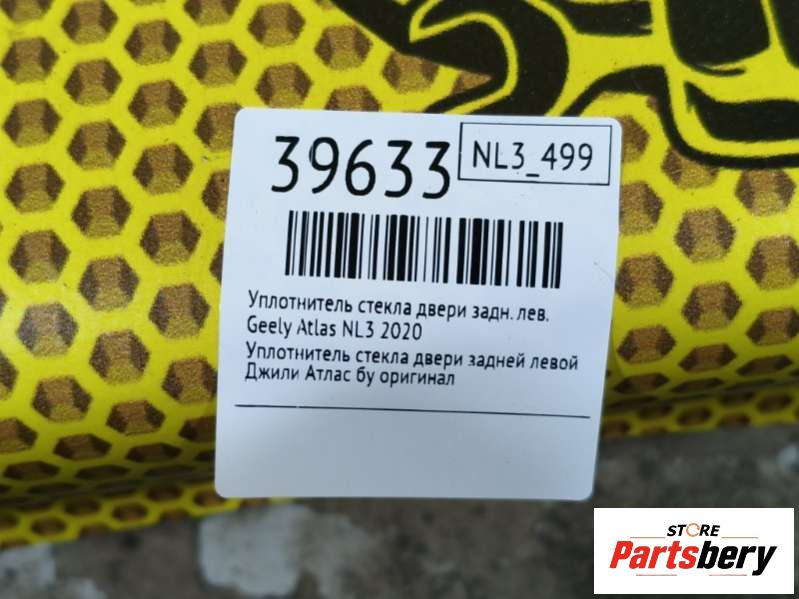 39633
NL3_499
Уплотнитель стекла двери задн. лев.
Geely Atlas NL3 2020
Уплотнитель стекла двери задней левой
Джили Атлас бу оригинал
STORE
Partsbery